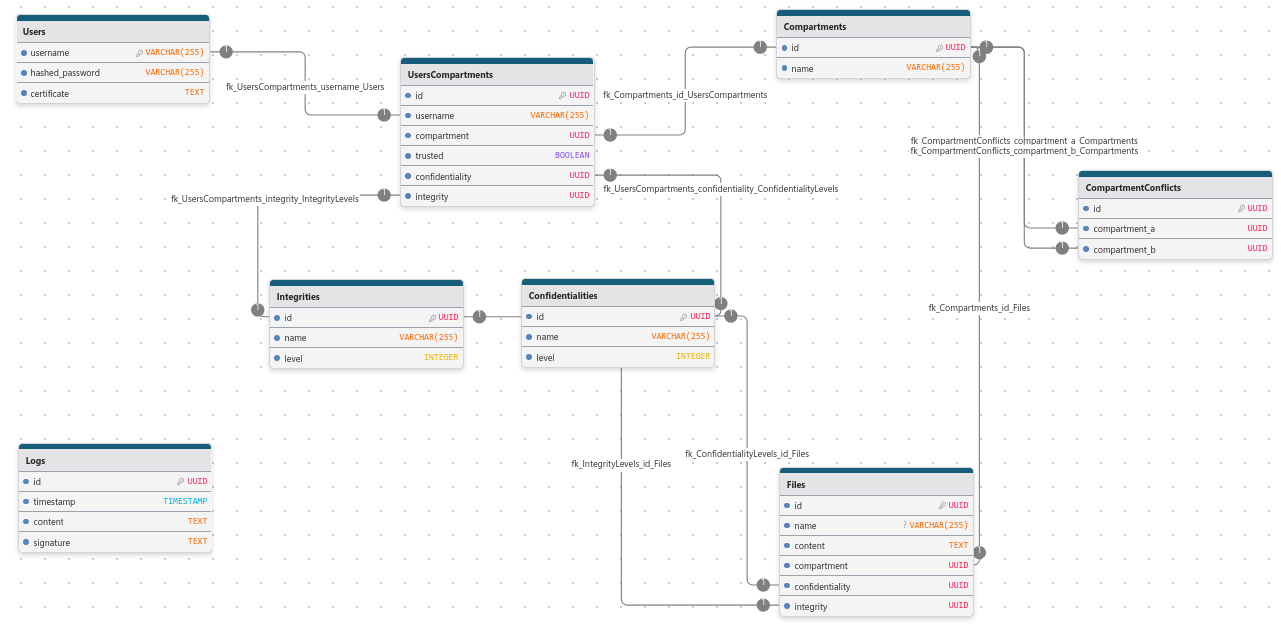 Users
username VARCHAR(255)
hashed_password VARCHAR(255)
certificate TEXT
fk_UsersCompartments_username_Users
UsersCompartments
id UUID
username VARCHAR(255)
compartment UUID
trusted BOOLEAN
confidentiality UUID
integrity UUID
fk_Compartments_id_UsersCompartments
Compartments
id UUID
name VARCHAR(255)
fk_CompartmentConflicts_compartment_a_Compartments
fk_CompartmentConflicts_compartment_b_Compartments
CompartmentConflicts
id UUID
compartment_a UUID
compartment_b UUID
fk_UsersCompartments_confidentiality_ConfidentialityLevels
fk_UsersCompartments_integrity_IntegrityLevels
Integrities
id UUID
name VARCHAR(255)
level INTEGER
Confidentialities
id UUID
name VARCHAR(255)
level INTEGER
fk_Compartments_id_Files
Logs
id UUID
timestamp TIMESTAMP
content TEXT
signature TEXT
fk_IntegrityLevels_id_Files
fk_ConfidentialityLevels_id_Files
Files
id UUID
name ? VARCHAR(255)
content TEXT
compartment UUID
confidentiality UUID
integrity UUID